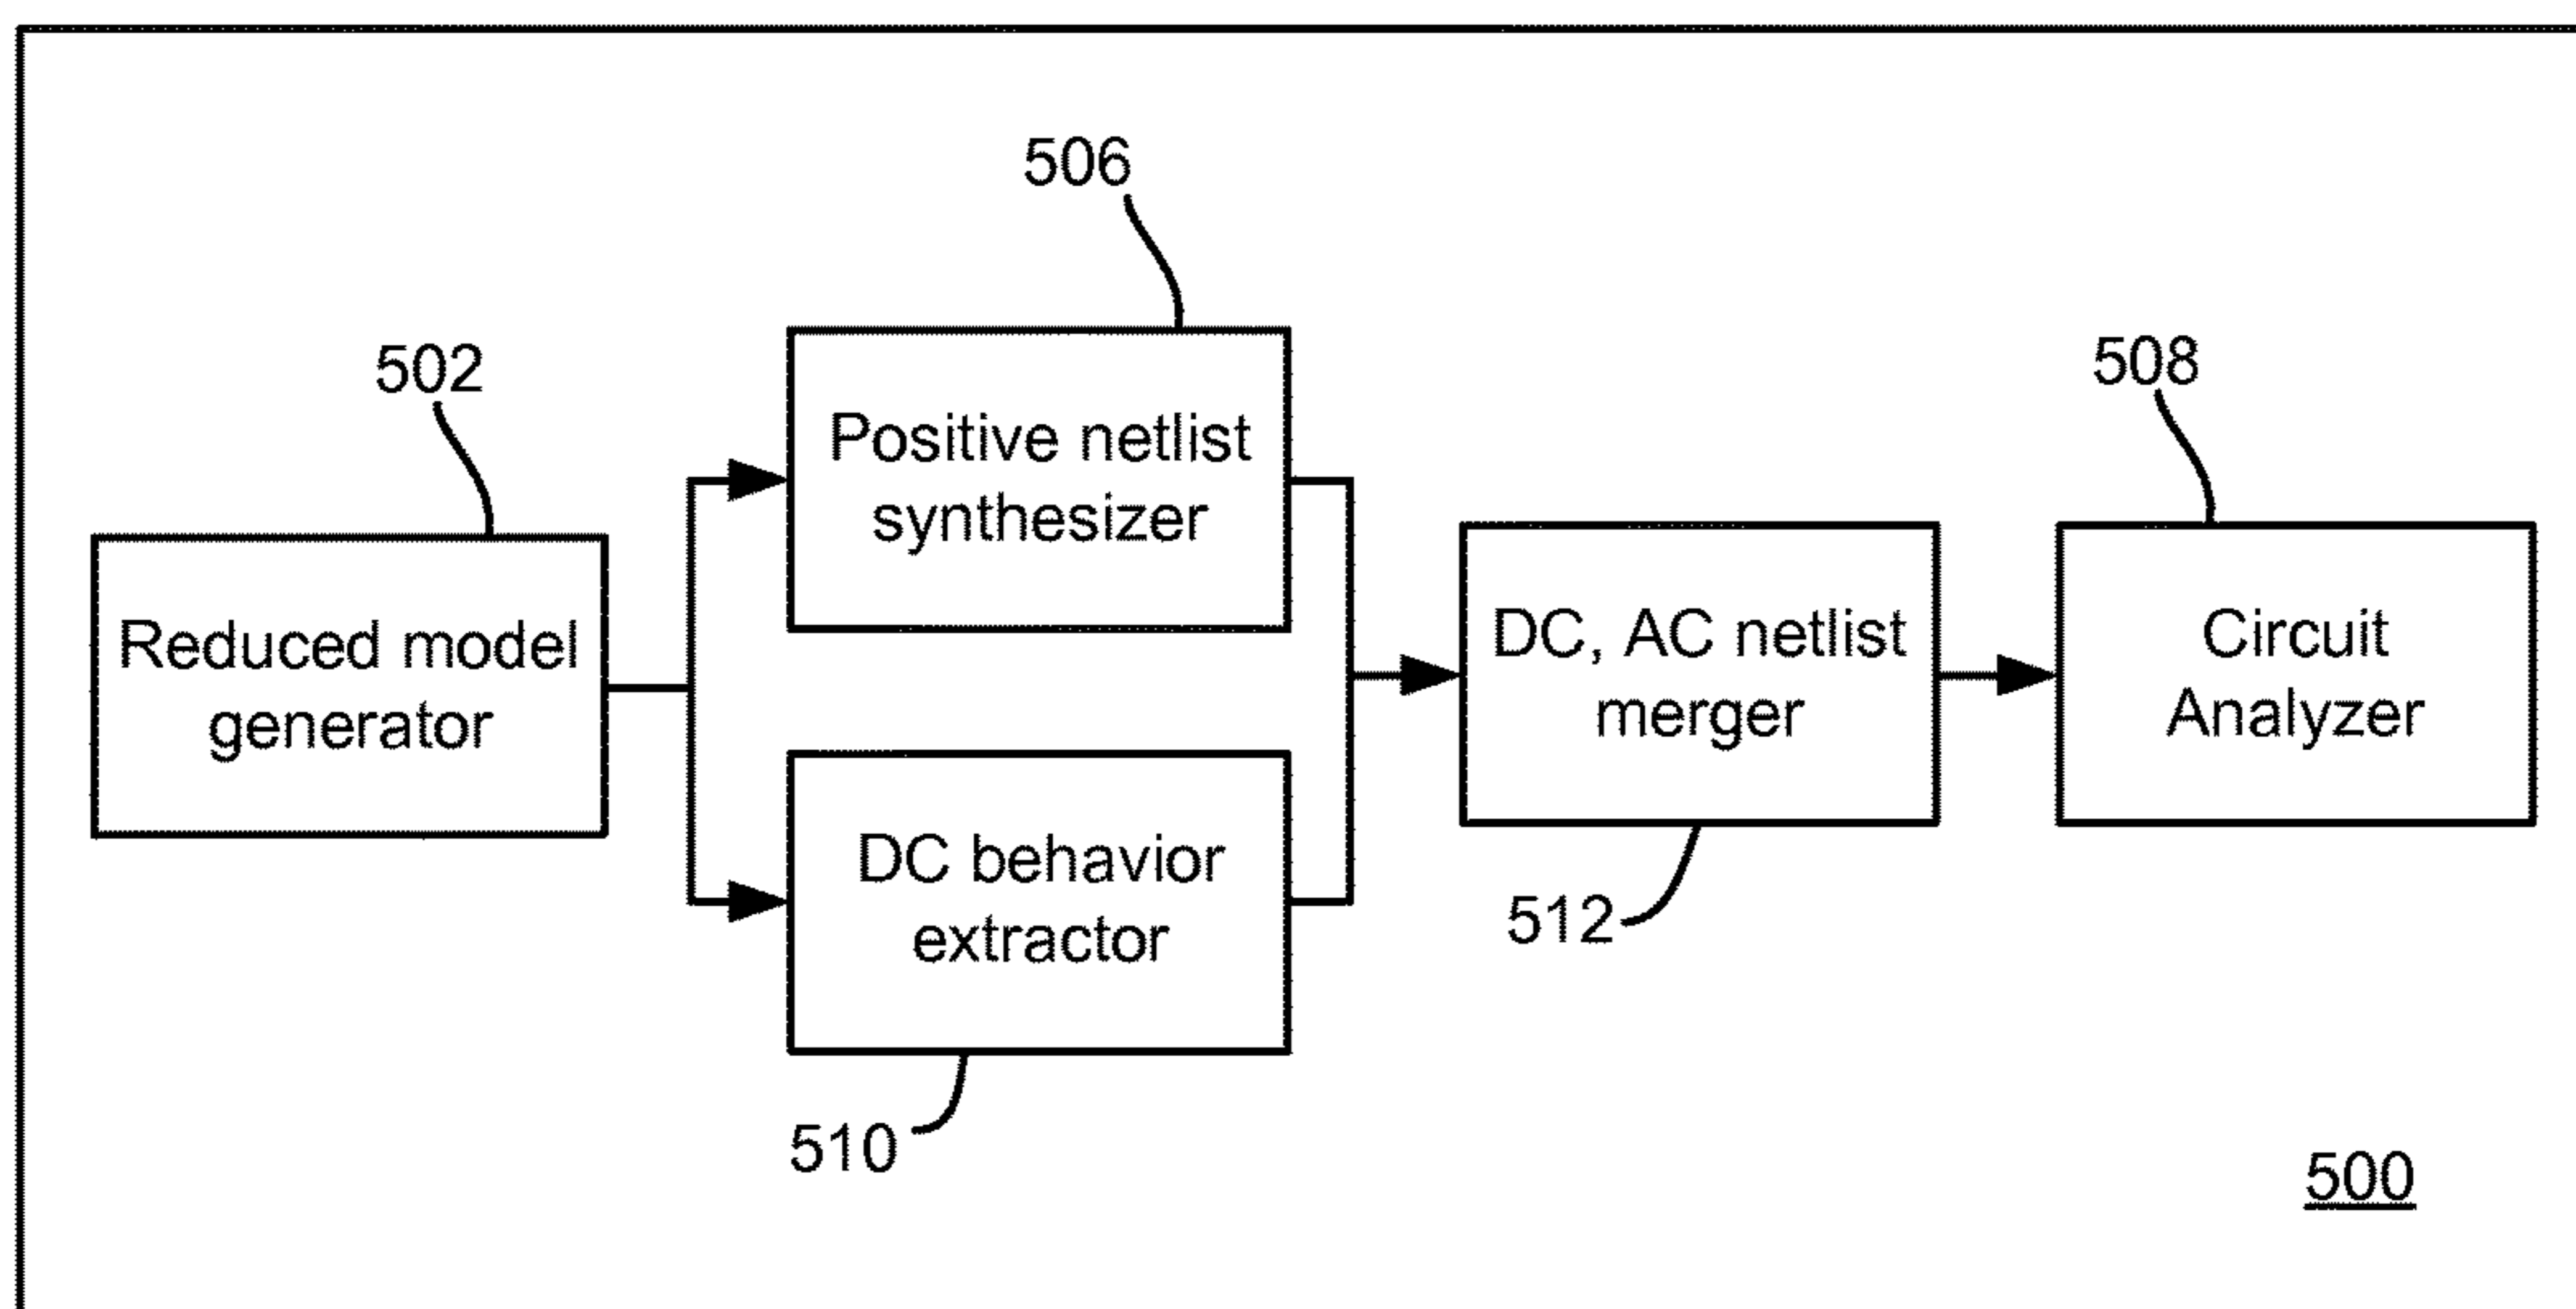 506
502
508
Positive netlist
synthesizer
Reduced model
generator
DC, AC netlist
merger
Circuit
Analyzer
DC behavior
extractor
512
510
500